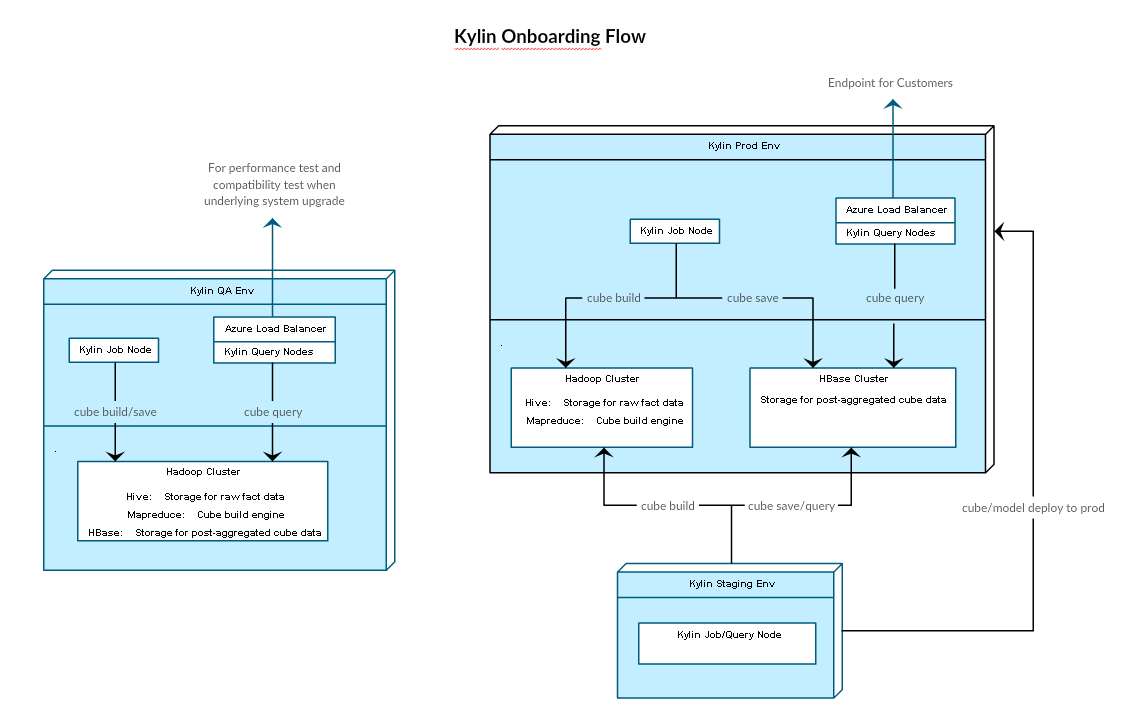 Kylin Onboarding Flow
Endpoint for Customers
Kylin Prod Env
Azure Load Balancer
Kylin Query Nodes
Kylin Job Node
cube build
cube save
cube query
Hadoop Cluster
Hive: Storage for raw fact data
Mapreduce: Cube build engine
HBase Cluster
Storage for post-aggregated cube data
For performance test and
compatibility test when
underlying system upgrade
Kylin QA Env
Azure Load Balancer
Kylin Query Nodes
Kylin Job Node
cube build/save
cube query
Hadoop Cluster
Hive: Storage for raw fact data
Mapreduce: Cube build engine
HBase: Storage for post-aggregated cube data
cube build
cube save/query
cube/model deploy to prod
Kylin Staging Env
Kylin Job/Query Node